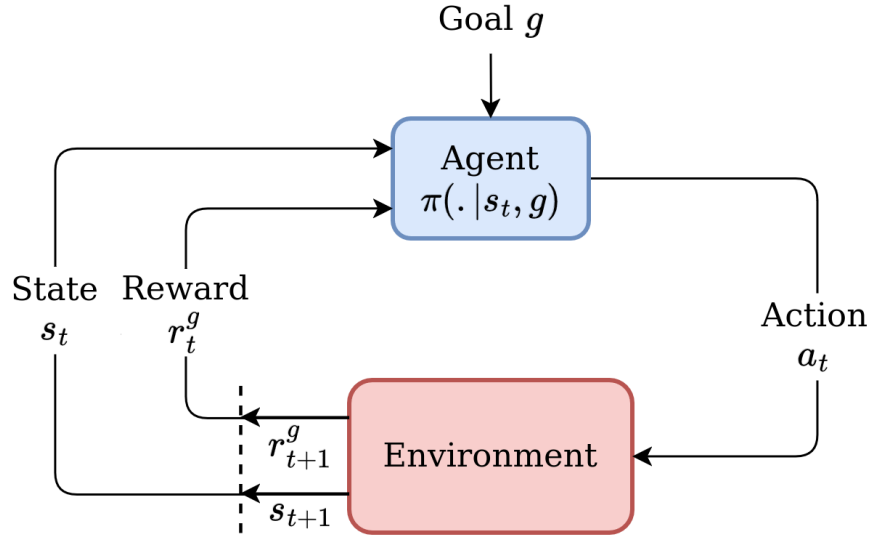 Goal g
Agent
π(.|s_t, g)
State
s_t
Reward
r_t^g
Action
a_t
Environment
r_{t+1}^g
s_{t+1}